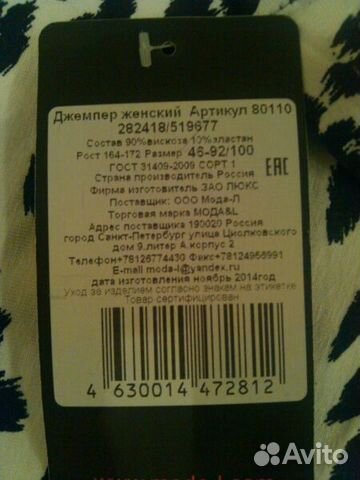 Джемпер женский Артикул 80110
282418/519677
Состав 90%вискоза 10%эластан
Рост 164-172 Размер 46-92/100
ГОСТ 31409-2009 СОРТ 1
Страна производитель Россия
Фирма изготовитель ЗАО ЛЮКС
Поставщик: ООО Мода-Л
Торговая марка МОДА&L
Адрес поставщика 190020 Россия
город Санкт-Петербург улица Циолковского
дом 9,литер А,корпус 2
Телефон+78126774430 Факс+78124956991
E-mail moda-l@yandex.ru
дата изготовления ноябрь 2014год
Уход за изделием согласно знакам на этикетке
Товар сертифицирован
ЕАС
4 630014 472812
Avito